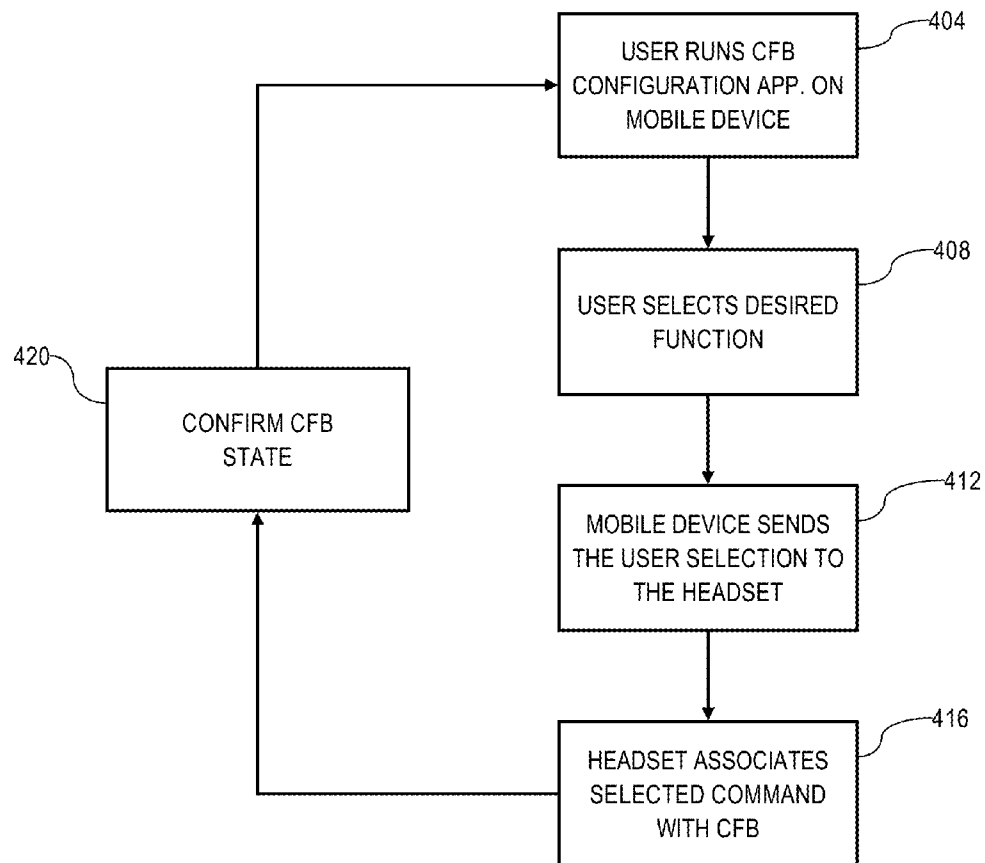 404
USER RUNS CFB
CONFIGURATION APP. ON
MOBILE DEVICE
408
USER SELECTS DESIRED
FUNCTION
420
CONFIRM CFB
STATE
412
MOBILE DEVICE SENDS
THE USER SELECTION TO
THE HEADSET
416
HEADSET ASSOCIATES
SELECTED COMMAND
WITH CFB